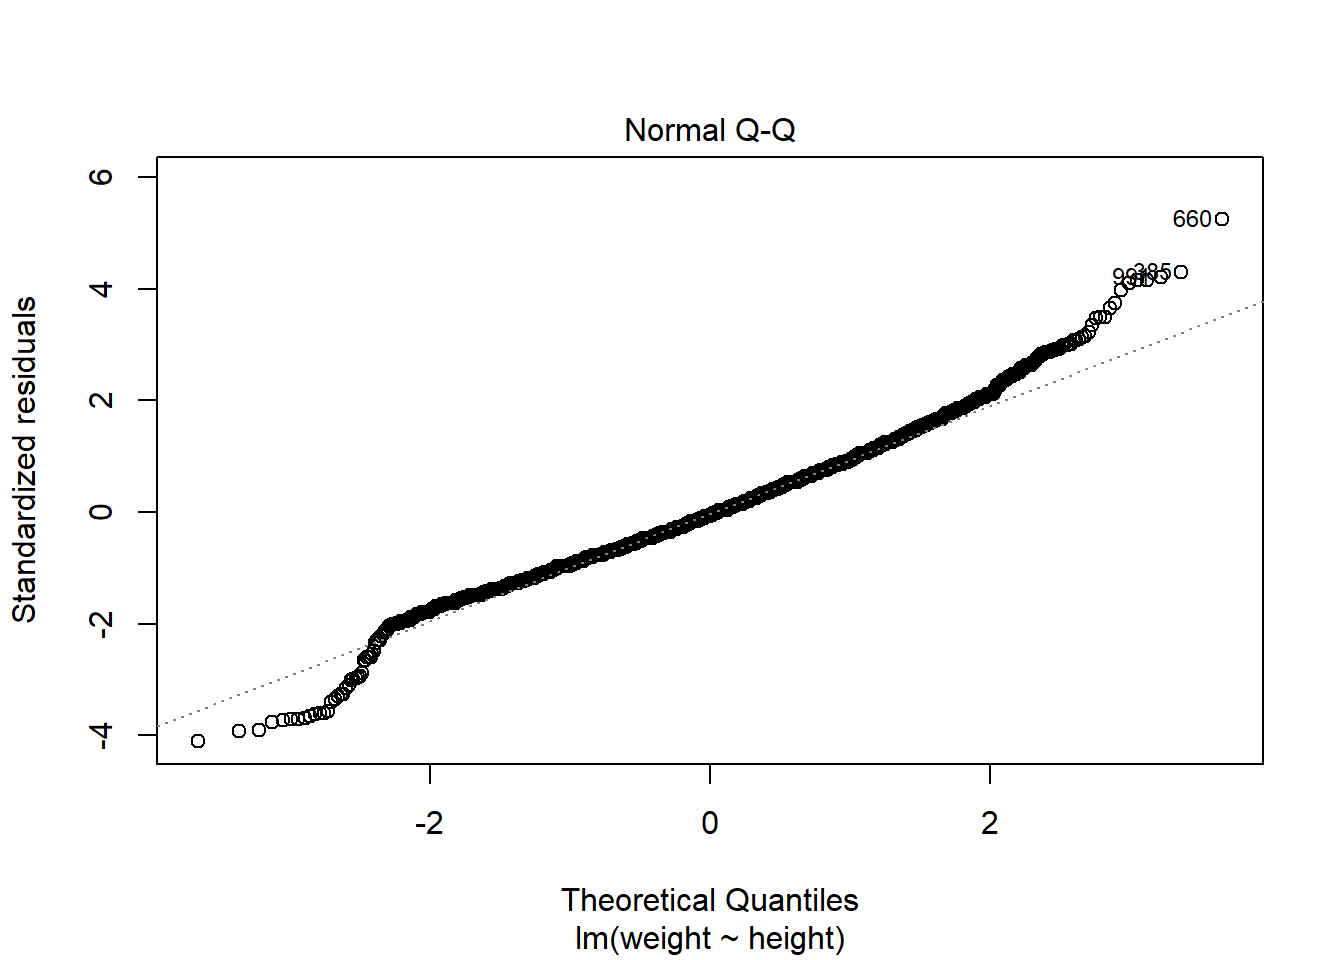 Normal Q-Q
Standardized residuals
6
4
2
0
-2
-4
660
385
-2
0
2
Theoretical Quantiles
lm(weight ~ height)